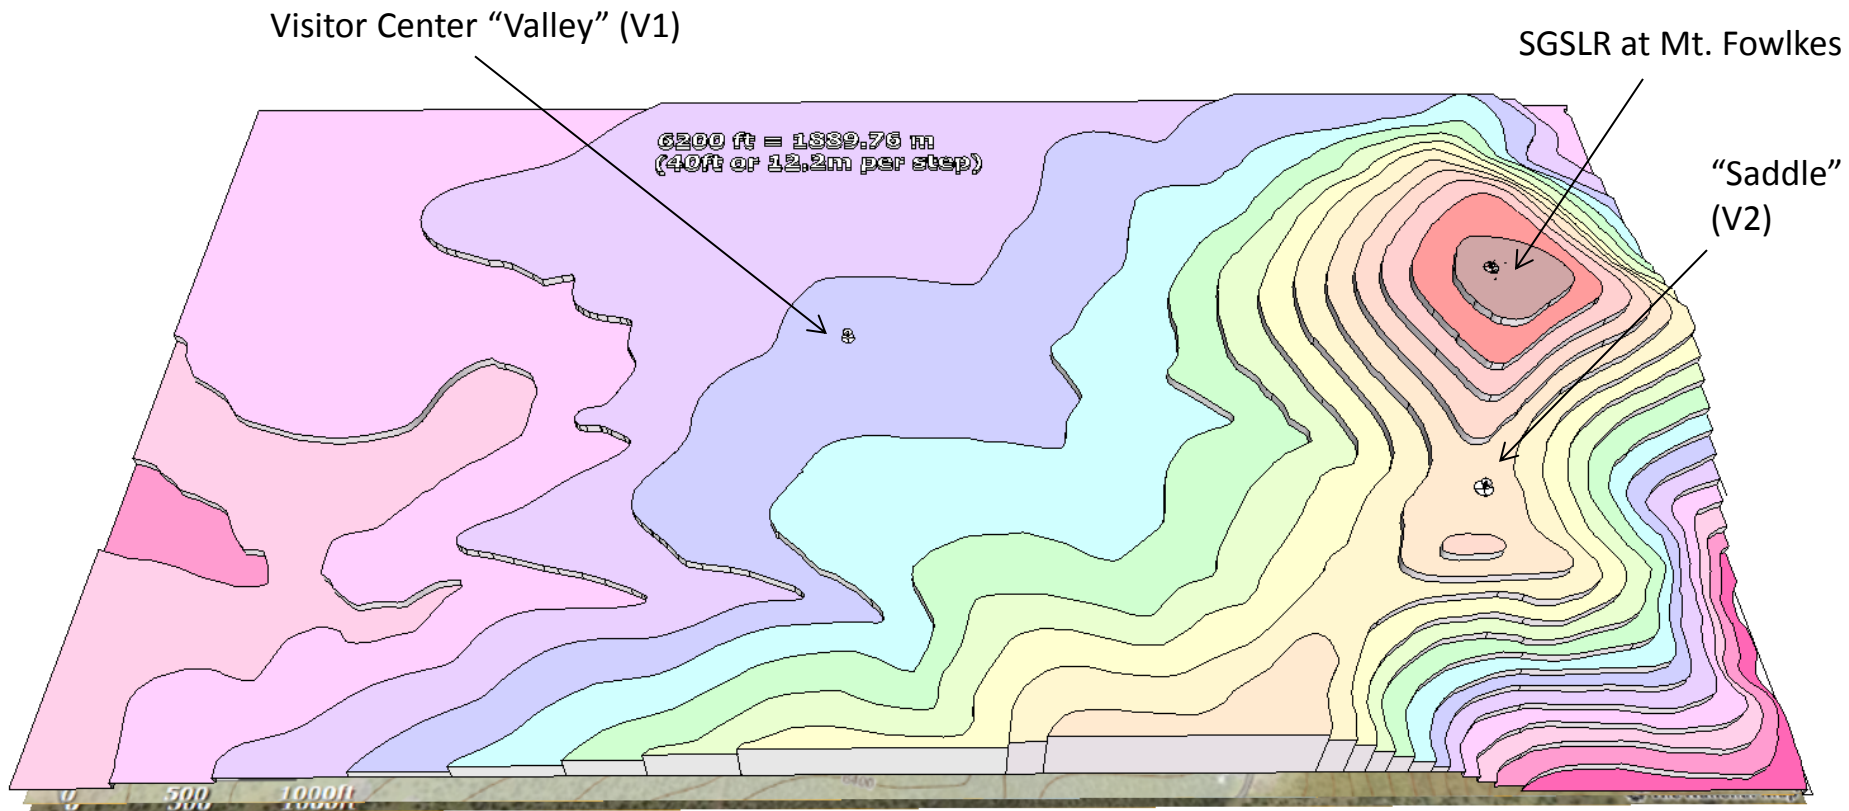 Visitor Center “Valley” (V1)
SGSLR at Mt. Fowlkes
“Saddle”
(V2)
6200 ft = 1889.76 m
(40ft or 12.2m per step)
0 500 1000ft
6400